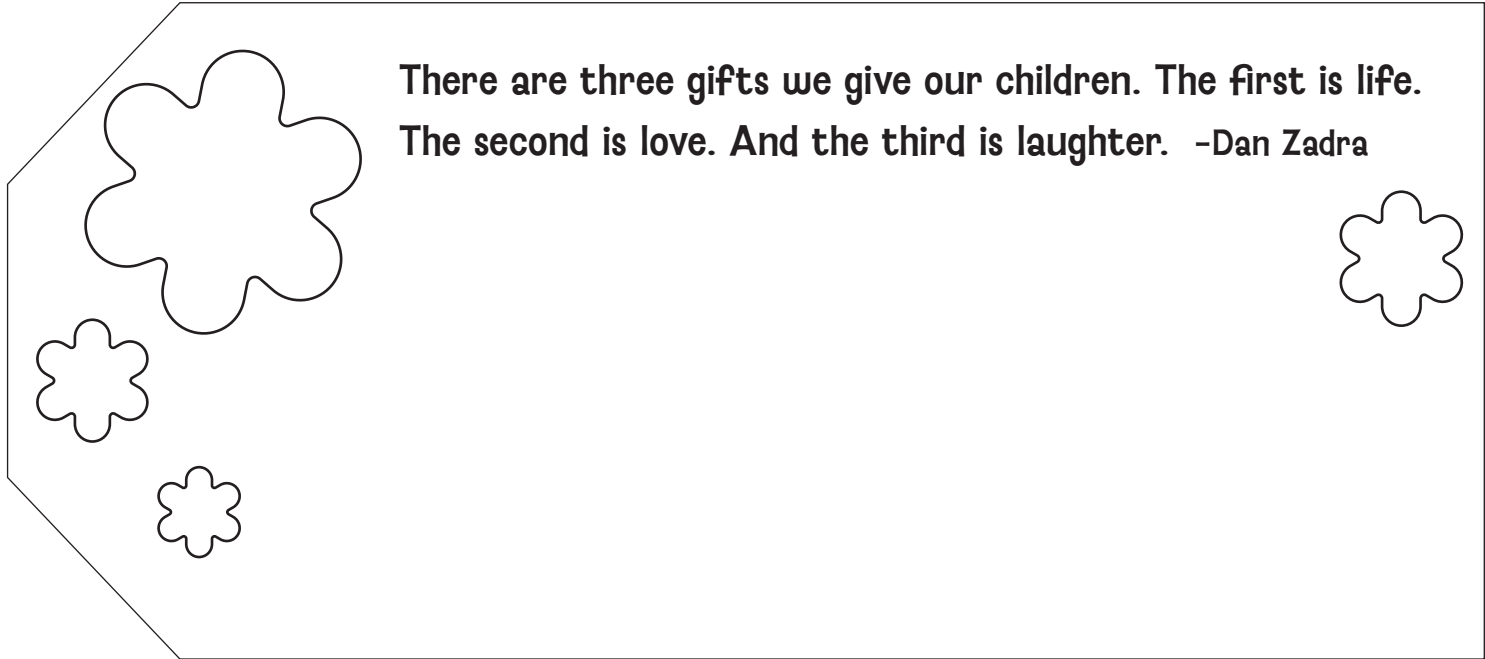 There are three gifts we give our children. The first is life.
The second is love. And the third is laughter. -Dan Zadra